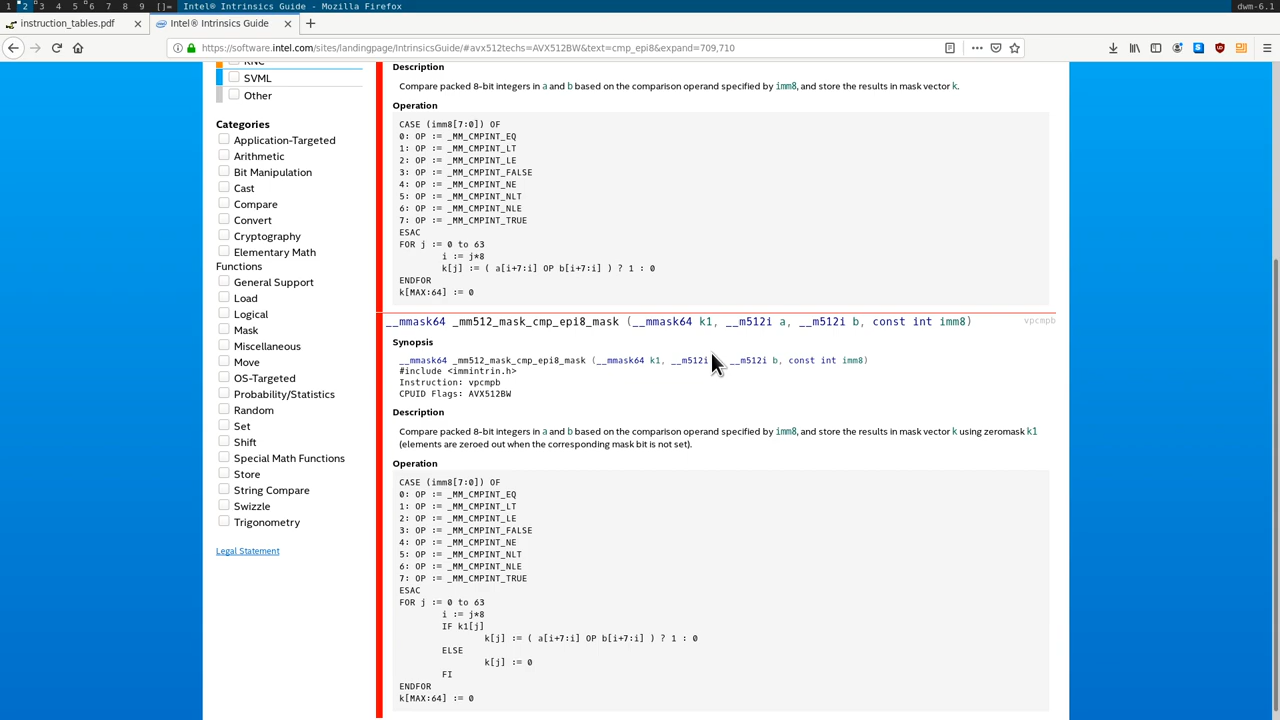 1 2 3 4 5 6 7 8 9 []= Intel® Intrinsics Guide - Mozilla Firefox dwm-6.1
instruction_tables.pdf × Intel® Intrinsics Guide × +
https://software.intel.com/sites/landingpage/IntrinsicsGuide/#avx512techs=AVX512BW&text=cmp_epi8&expand=709,710
KNC
SVML
Other
Categories
Application-Targeted
Arithmetic
Bit Manipulation
Cast
Compare
Convert
Cryptography
Elementary Math
Functions
General Support
Load
Logical
Mask
Miscellaneous
Move
OS-Targeted
Probability/Statistics
Random
Set
Shift
Special Math Functions
Store
String Compare
Swizzle
Trigonometry
Legal Statement
Description
Compare packed 8-bit integers in a and b based on the comparison operand specified by imm8, and store the results in mask vector k.
Operation
CASE (imm8[7:0]) OF
0: OP := _MM_CMPINT_EQ
1: OP := _MM_CMPINT_LT
2: OP := _MM_CMPINT_LE
3: OP := _MM_CMPINT_FALSE
4: OP := _MM_CMPINT_NE
5: OP := _MM_CMPINT_NLT
6: OP := _MM_CMPINT_NLE
7: OP := _MM_CMPINT_TRUE
ESAC
FOR j := 0 to 63
i := j*8
k[j] := ( a[i+7:i] OP b[i+7:i] ) ? 1 : 0
ENDFOR
k[MAX:64] := 0
__mmask64 _mm512_mask_cmp_epi8_mask (__mmask64 k1, __m512i a, __m512i b, const int imm8) vpcmpb
Synopsis
__mmask64 _mm512_mask_cmp_epi8_mask (__mmask64 k1, __m512i __m512i b, const int imm8)
#include <immintrin.h>
Instruction: vpcmpb
CPUID Flags: AVX512BW
Description
Compare packed 8-bit integers in a and b based on the comparison operand specified by imm8, and store the results in mask vector k using zeromask k1
(elements are zeroed out when the corresponding mask bit is not set).
Operation
CASE (imm8[7:0]) OF
0: OP := _MM_CMPINT_EQ
1: OP := _MM_CMPINT_LT
2: OP := _MM_CMPINT_LE
3: OP := _MM_CMPINT_FALSE
4: OP := _MM_CMPINT_NE
5: OP := _MM_CMPINT_NLT
6: OP := _MM_CMPINT_NLE
7: OP := _MM_CMPINT_TRUE
ESAC
FOR j := 0 to 63
i := j*8
IF k1[j]
k[j] := ( a[i+7:i] OP b[i+7:i] ) ? 1 : 0
ELSE
k[j] := 0
FI
ENDFOR
k[MAX:64] := 0